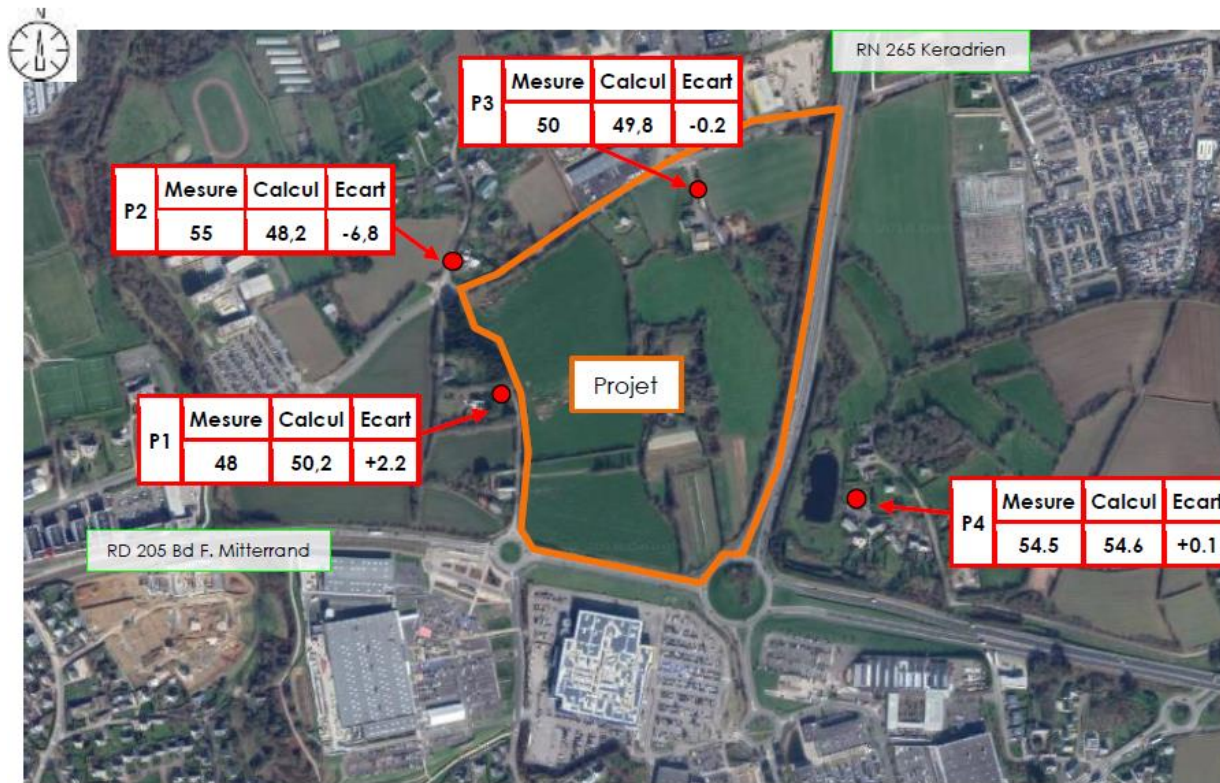 N
RN 265 Keradrien
P3
Mesure Calcul Ecart
50 49,8 -0.2
P2
Mesure Calcul Ecart
55 48,2 -6,8
Projet
P1
Mesure Calcul Ecart
48 50,2 +2.2
P4
Mesure Calcul Ecart
54.5 54.6 +0.1
RD 205 Bd F. Mitterrand